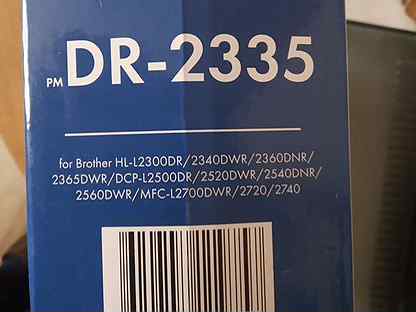 PM DR-2335
for Brother HL-L2300DR/2340DWR/2360DNR/
2365DWR/DCP-L2500DR/2520DWR/2540DNR/
2560DWR/MFC-L2700DWR/2720/2740